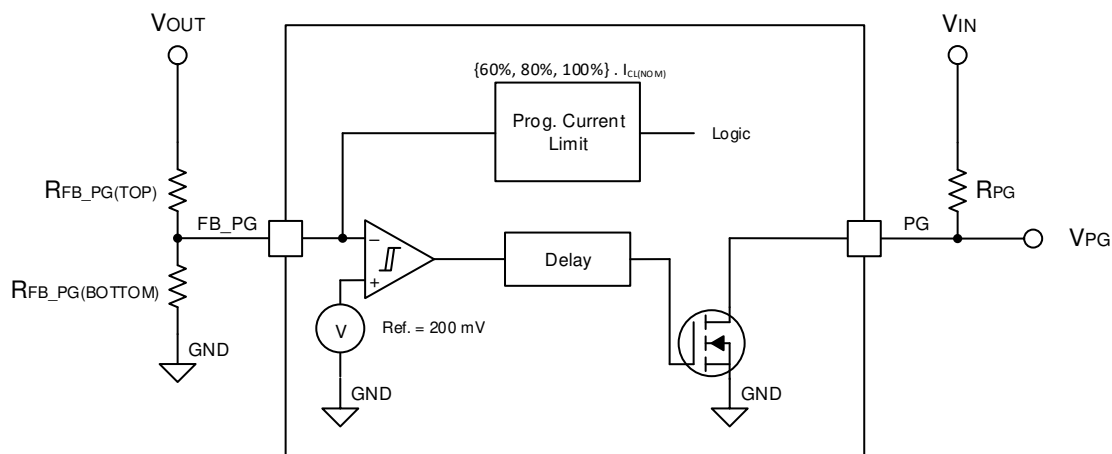 VOUT
VIN
{60%, 80%, 100%} . ICL(NOM)
Prog. Current
Limit
Logic
RFB_PG(TOP)
RPG
FB_PG
PG
VPG
−
+
Delay
RFB_PG(BOTTOM)
V
Ref. = 200 mV
GND
GND
GND